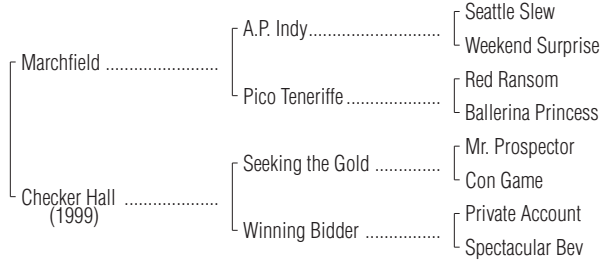 Seattle Slew
A.P. Indy
Weekend Surprise
Marchfield
Red Ransom
Pico Teneriffe
Ballerina Princess
Mr. Prospector
Seeking the Gold
Con Game
Checker Hall
(1999)
Private Account
Winning Bidder
Spectacular Bev